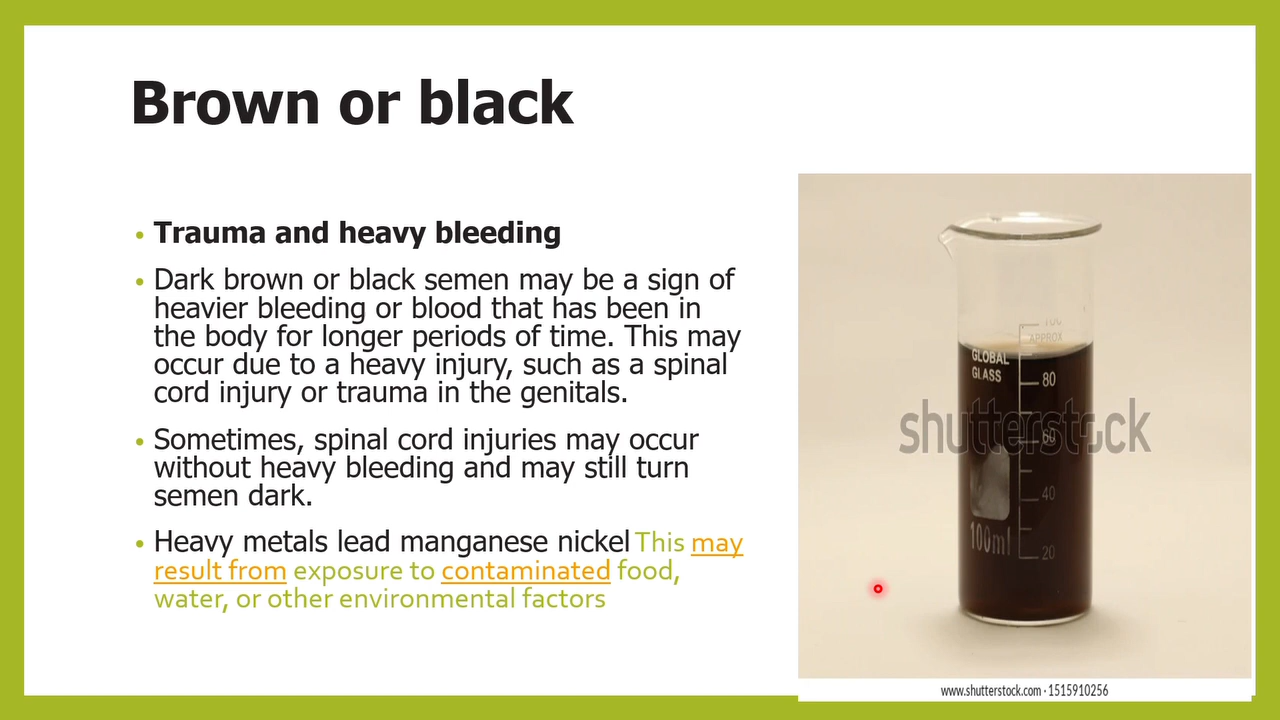 Brown or black
• Trauma and heavy bleeding
• Dark brown or black semen may be a sign of
heavier bleeding or blood that has been in
the body for longer periods of time. This may
occur due to a heavy injury, such as a spinal
cord injury or trauma in the genitals.
• Sometimes, spinal cord injuries may occur
without heavy bleeding and may still turn
semen dark.
• Heavy metals lead manganese nickel This may
result from exposure to contaminated food,
water, or other environmental factors
100
APPROX
GLOBAL
GLASS
80
shutterstock
60
40
100ml
20
www.shutterstock.com · 1515910256